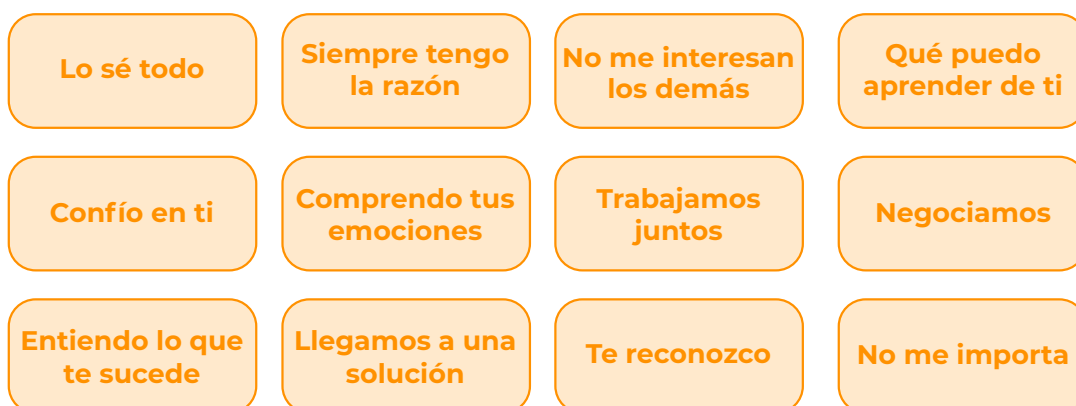 Lo sé todo
Siempre tengo
la razón
No me interesan
los demás
Qué puedo
aprender de ti
Confío en ti
Comprendo tus
emociones
Trabajamos
juntos
Negociamos
Entiendo lo que
te sucede
Llegamos a una
solución
Te reconozco
No me importa